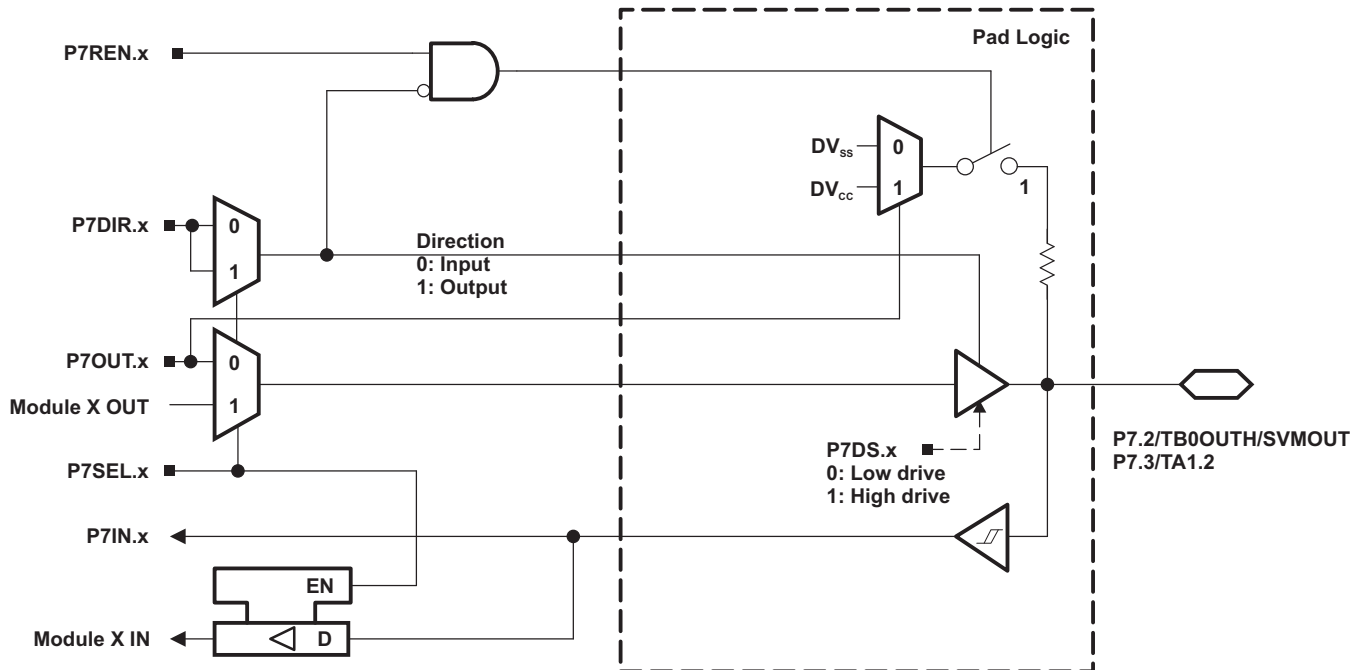 Pad Logic
P7REN.x
DVSS
0
DVCC
1
1
P7DIR.x
0
1
Direction
0: Input
1: Output
P7OUT.x
0
Module X OUT
1
P7DS.x
0: Low drive
1: High drive
P7.2/TB0OUTH/SVMOUT
P7.3/TA1.2
P7SEL.x
P7IN.x
EN
Module X IN
D